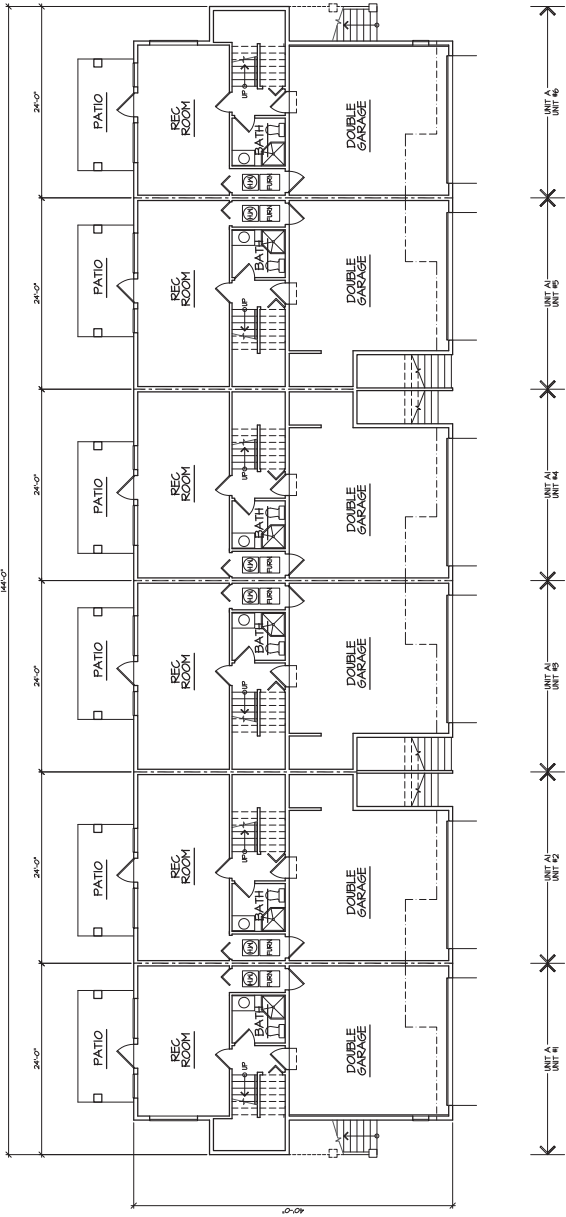 144'-0"
24'-0"
24'-0"
24'-0"
24'-0"
24'-0"
24'-0"
PATIO
PATIO
PATIO
PATIO
PATIO
PATIO
REC
ROOM
REC
ROOM
REC
ROOM
REC
ROOM
REC
ROOM
REC
ROOM
UP
BATH
FURN
FURN
BATH
UP
UP
BATH
FURN
FURN
BATH
UP
UP
BATH
FURN
FURN
BATH
UP
DOUBLE
GARAGE
DOUBLE
GARAGE
DOUBLE
GARAGE
DOUBLE
GARAGE
DOUBLE
GARAGE
DOUBLE
GARAGE
40'-0"
UNIT A
UNIT #1
UNIT A1
UNIT #2
UNIT A1
UNIT #3
UNIT A1
UNIT #4
UNIT A1
UNIT #5
UNIT A
UNIT #6